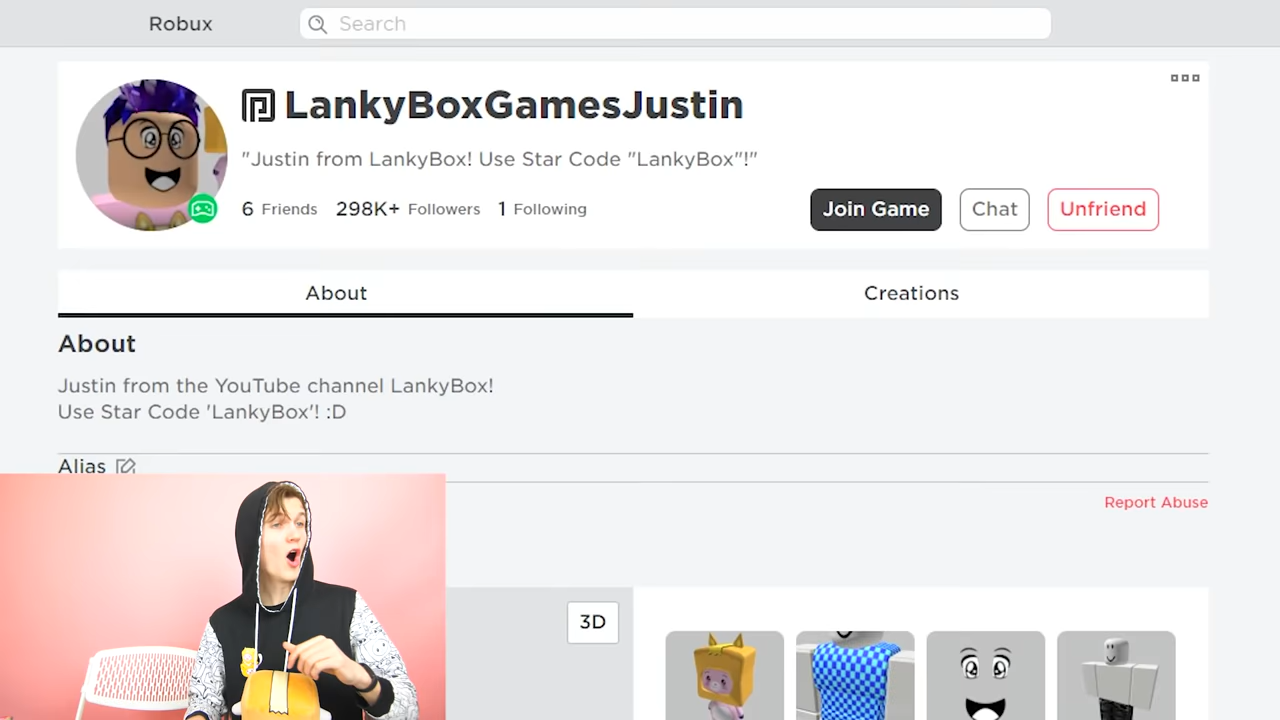 Robux
Search
LankyBoxGamesJustin
"Justin from LankyBox! Use Star Code "LankyBox"!"
6 Friends 298K+ Followers 1 Following
Join Game Chat Unfriend
About Creations
About
Justin from the YouTube channel LankyBox!
Use Star Code 'LankyBox'! :D
Alias
Report Abuse
3D